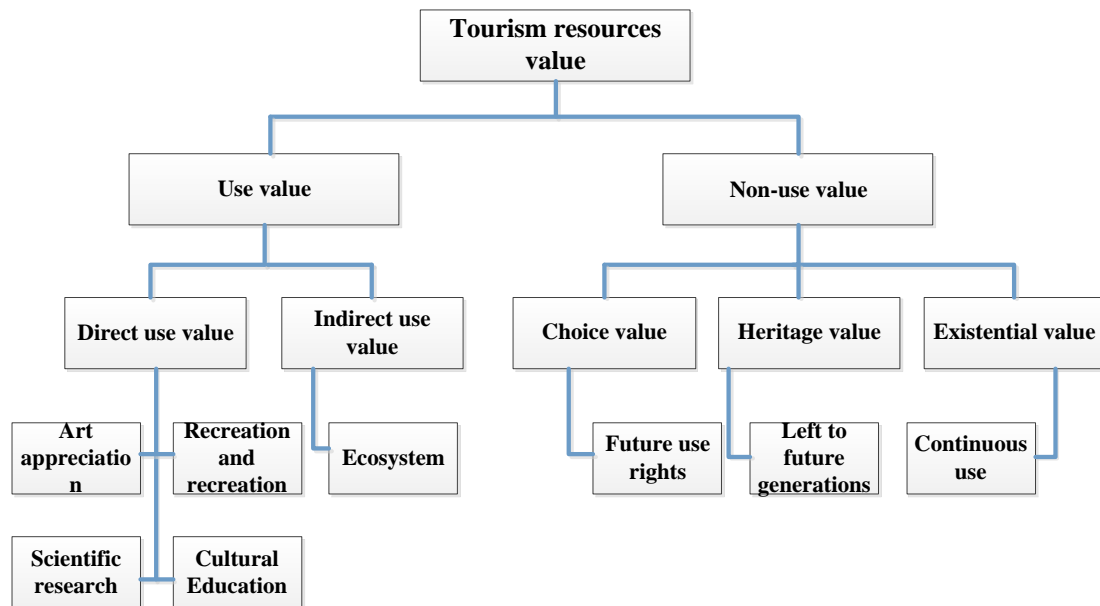 Tourism resources
value
Use value
Non-use value
Direct use value
Indirect use
value
Choice value
Heritage value
Existential value
Art
appreciatio
n
Recreation
and
recreation
Ecosystem
Future use
rights
Left to
future
generations
Continuous
use
Scientific
research
Cultural
Education